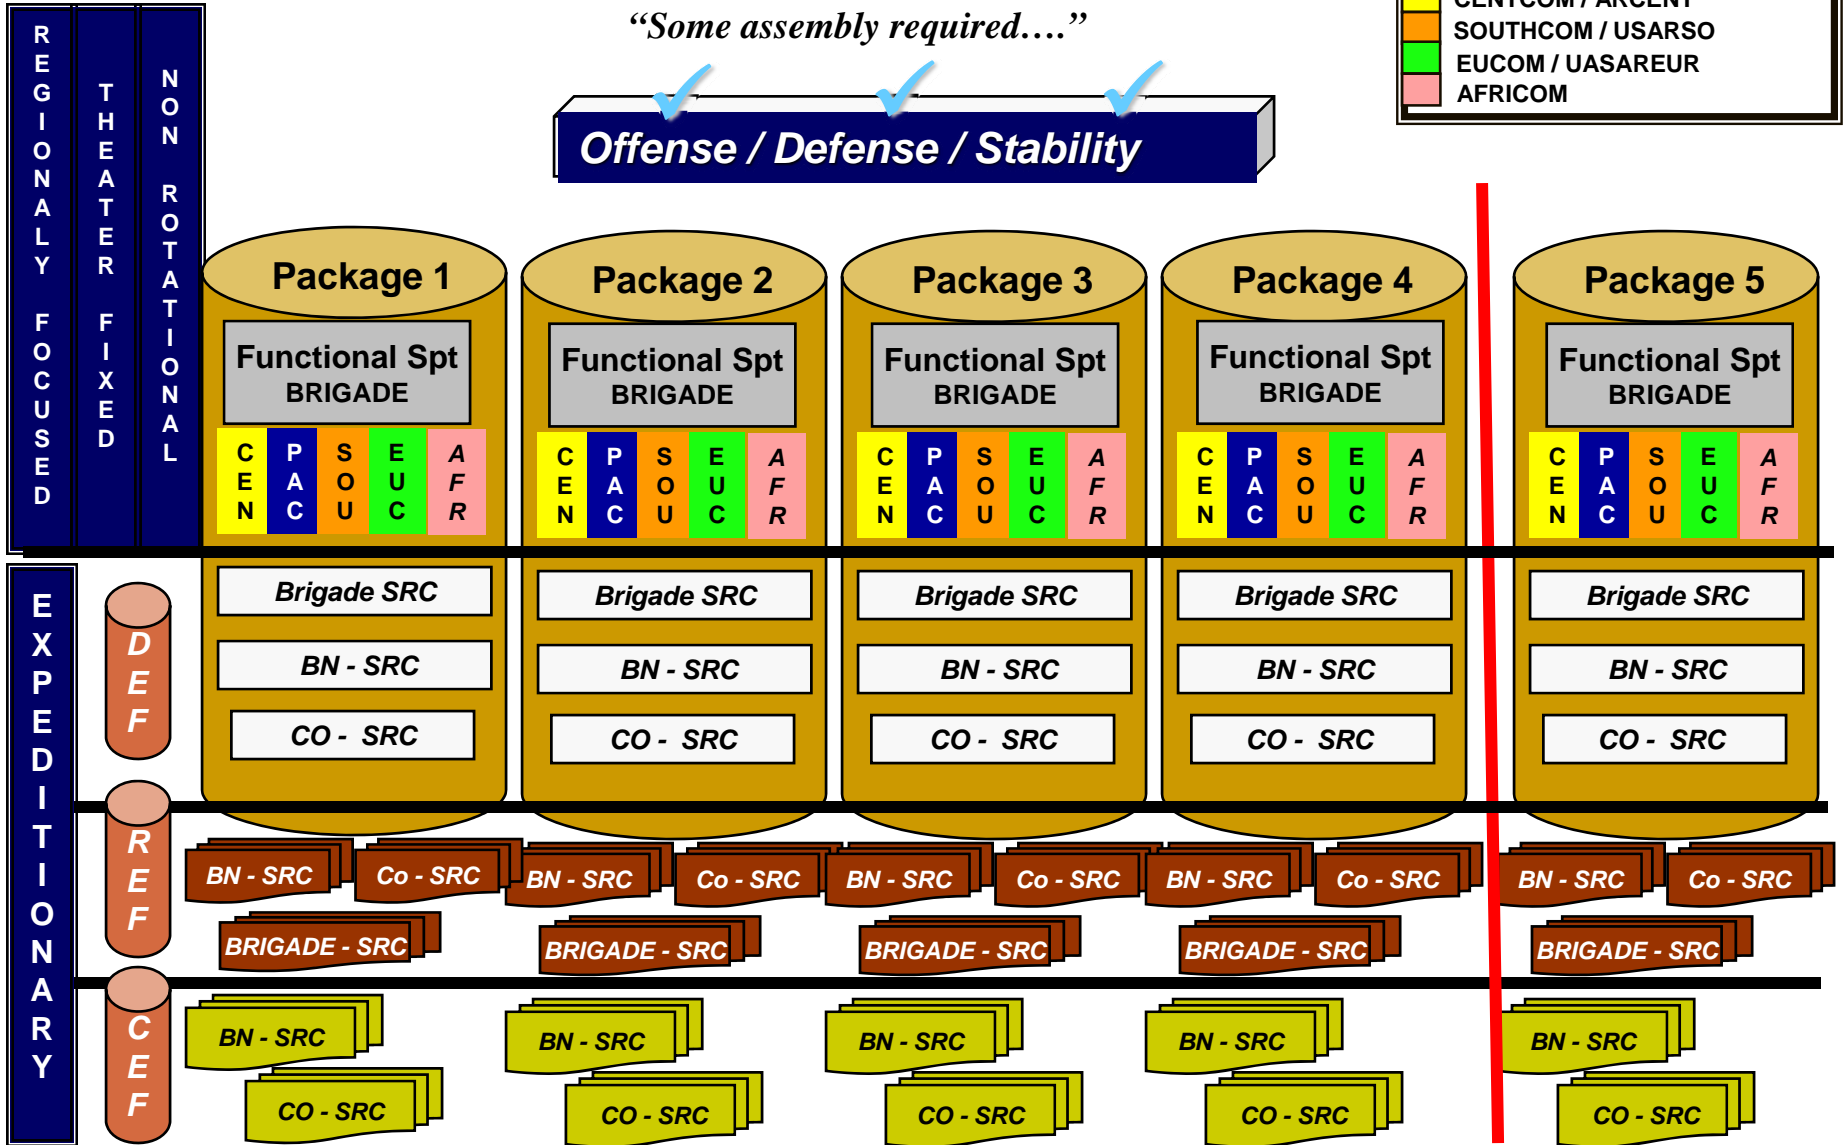 “Some assembly required….”
CENTCOM / ARCENT
SOUTHCOM / USARSO
EUCOM / UASAREUR
AFRICOM
Offense / Defense / Stability
REGIONALY FOCUSED
THEATER FIXED
NON ROTATIONAL
Package 1
Package 2
Package 3
Package 4
Package 5
Functional Spt
BRIGADE
Functional Spt
BRIGADE
Functional Spt
BRIGADE
Functional Spt
BRIGADE
Functional Spt
BRIGADE
CEN
PAC
SOU
EUC
AFR
CEN
PAC
SOU
EUC
AFR
CEN
PAC
SOU
EUC
AFR
CEN
PAC
SOU
EUC
AFR
CEN
PAC
SOU
EUC
AFR
EXPEDITIONARY
DEF
Brigade SRC
Brigade SRC
Brigade SRC
Brigade SRC
Brigade SRC
BN - SRC
BN - SRC
BN - SRC
BN - SRC
BN - SRC
CO - SRC
CO - SRC
CO - SRC
CO - SRC
CO - SRC
REF
BN - SRC
Co - SRC
BN - SRC
Co - SRC
BN - SRC
Co - SRC
BN - SRC
Co - SRC
BN - SRC
Co - SRC
BRIGADE - SRC
BRIGADE - SRC
BRIGADE - SRC
BRIGADE - SRC
BRIGADE - SRC
CEF
BN - SRC
BN - SRC
BN - SRC
BN - SRC
BN - SRC
CO - SRC
CO - SRC
CO - SRC
CO - SRC
CO - SRC